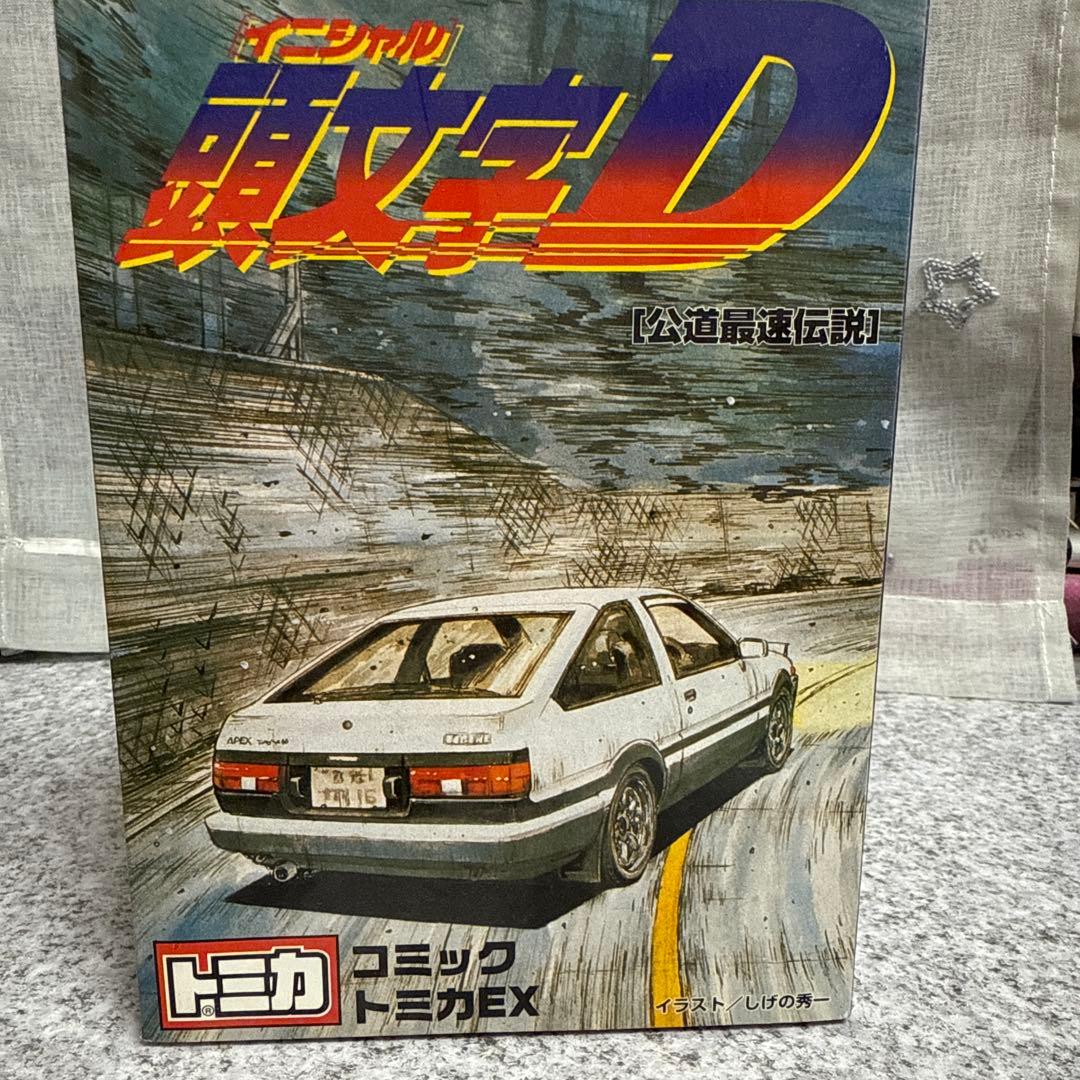 [イニシャル]
頭文字D
[公道最速伝説]
APEX
トミカ®
コミック
トミカEX
イラスト/しげの秀一